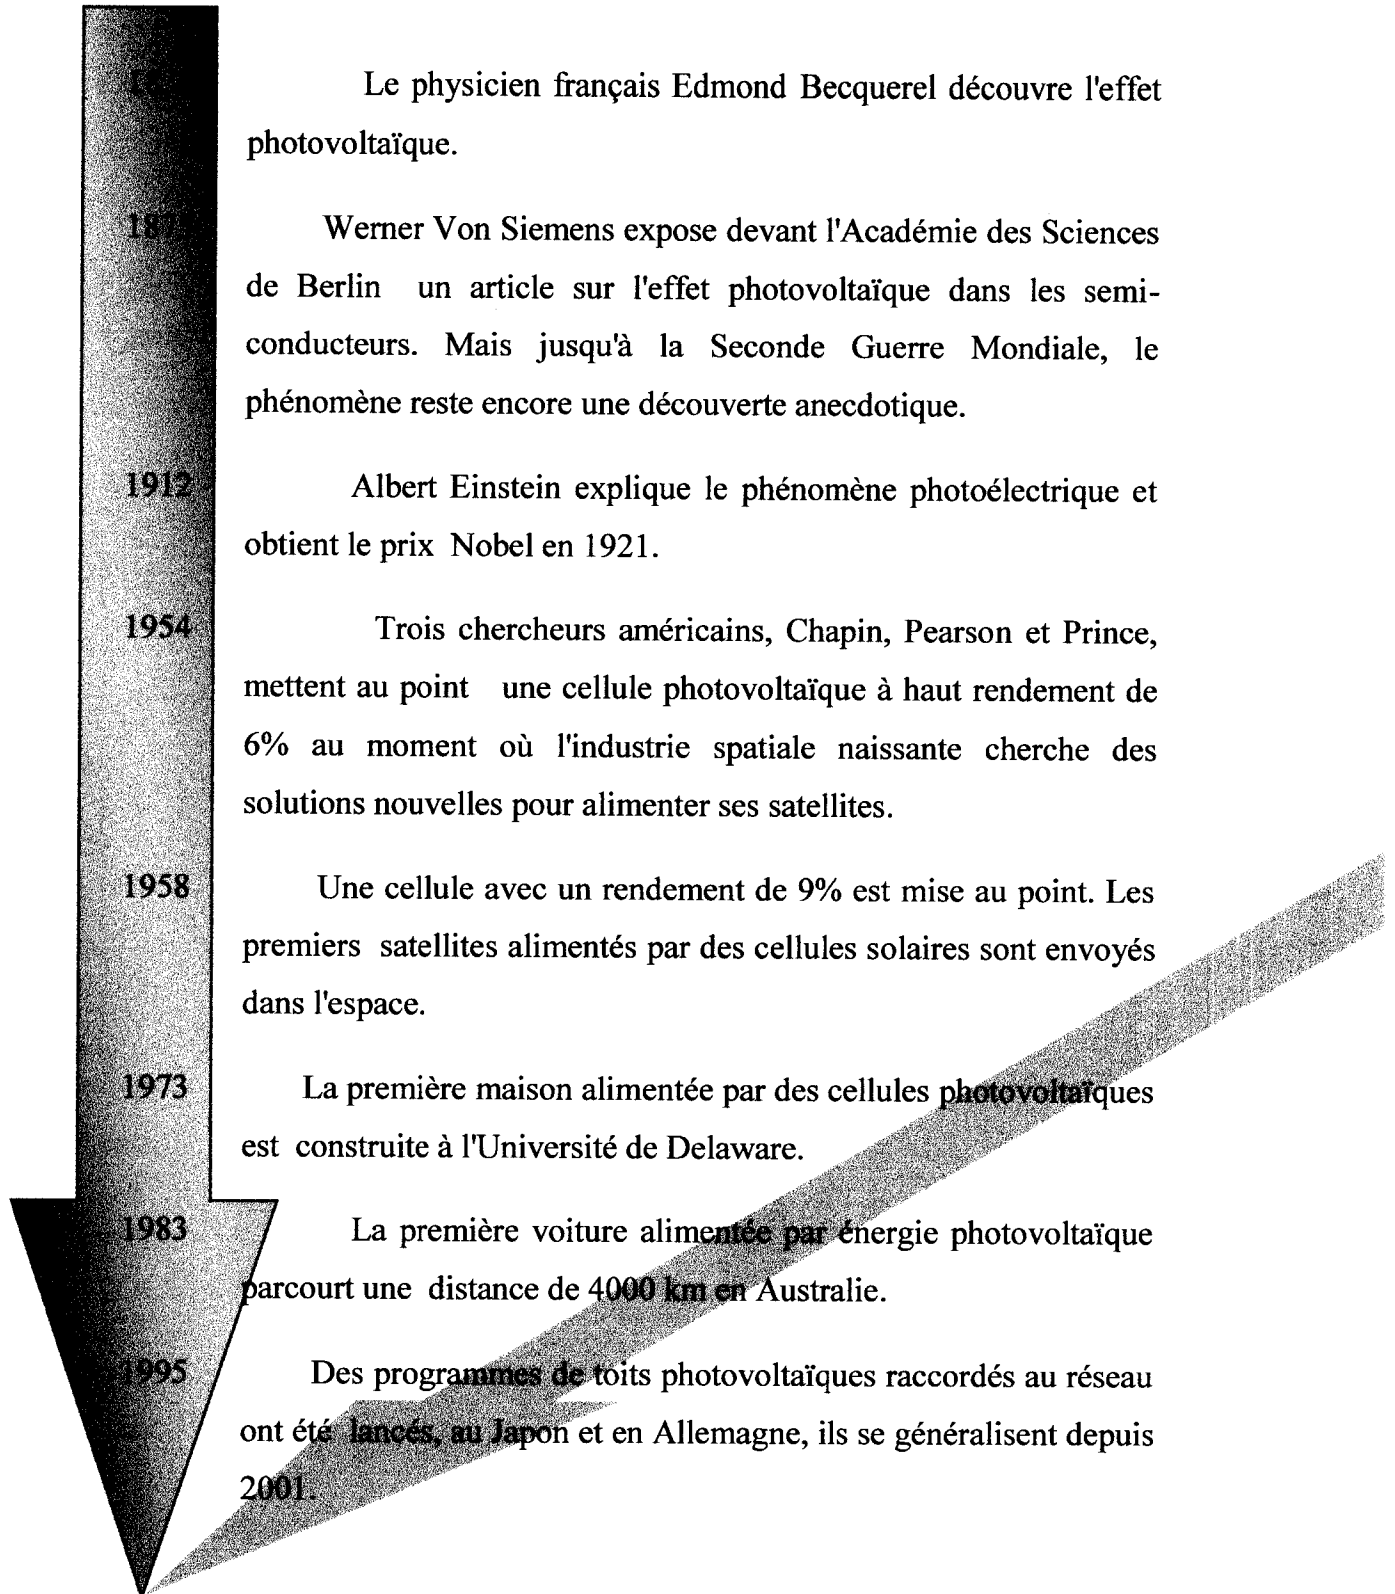 Le physicien français Edmond Becquerel découvre l'effet
photovoltaïque.
Werner Von Siemens expose devant l'Académie des Sciences
de Berlin un article sur l'effet photovoltaïque dans les semi-
conducteurs. Mais jusqu'à la Seconde Guerre Mondiale, le
phénomène reste encore une découverte anecdotique.
1912 Albert Einstein explique le phénomène photoélectrique et
obtient le prix Nobel en 1921.
1954 Trois chercheurs américains, Chapin, Pearson et Prince,
mettent au point une cellule photovoltaïque à haut rendement de
6% au moment où l'industrie spatiale naissante cherche des
solutions nouvelles pour alimenter ses satellites.
1958 Une cellule avec un rendement de 9% est mise au point. Les
premiers satellites alimentés par des cellules solaires sont envoyés
dans l'espace.
1973 La première maison alimentée par des cellules photovoltaïques
est construite à l'Université de Delaware.
1983 La première voiture alimentée par énergie photovoltaïque
parcourt une distance de 4000 km en Australie.
1995 Des programmes de toits photovoltaïques raccordés au réseau
ont été lancés, au Japon et en Allemagne, ils se généralisent depuis
2001.